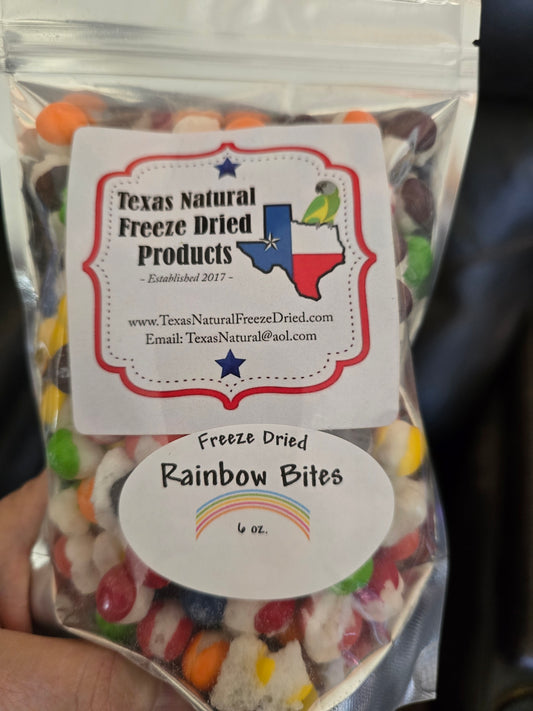 Texas Natural
Freeze Dried
Products
- Established 2017 -
www.TexasNaturalFreezeDried.com
Email: TexasNatural@aol.com
Freeze Dried
Rainbow Bites
6 oz.